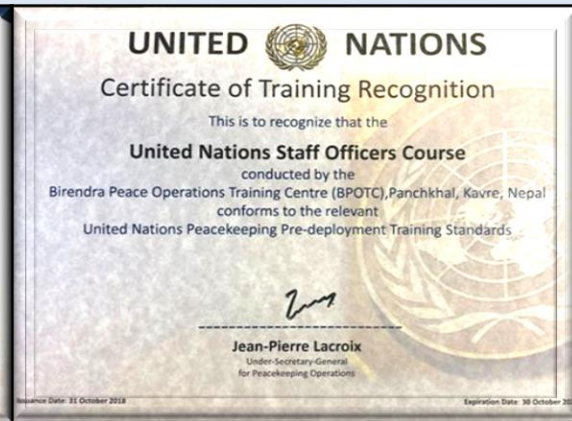 UNITED NATIONS
Certificate of Training Recognition
This is to recognize that the
United Nations Staff Officers Course
conducted by the
Birendra Peace Operations Training Centre (BPOTC),Panchkhal, Kavre, Nepal
conforms to the relevant
United Nations Peacekeeping Pre-deployment Training Standards
Jean-Pierre Lacroix
Under-Secretary-General
for Peacekeeping Operations
Issuance Date: 31 October 2018
Expiration Date: 30 October